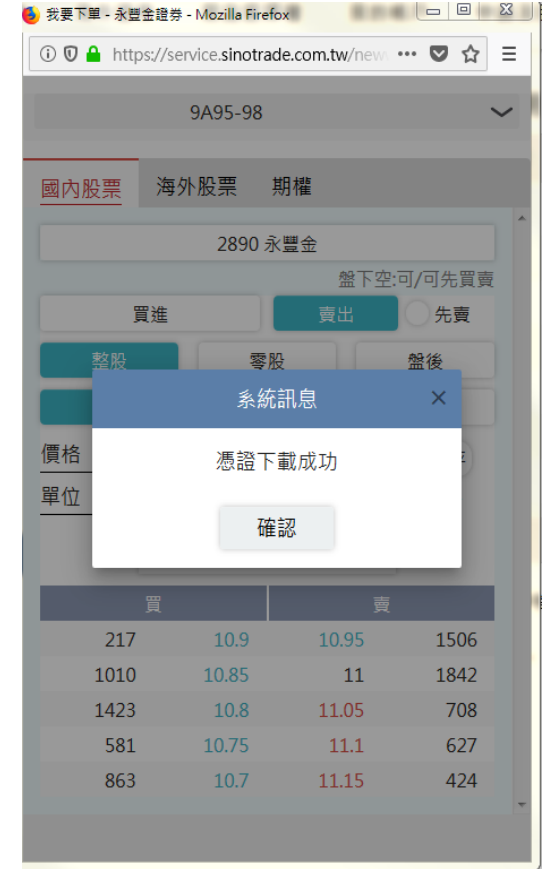 我要下單 - 永豐金證券 - Mozilla Firefox
https://service.sinotrade.com.tw/new
9A95-98
國內股票 海外股票 期權
2890 永豐金
盤下空:可/可先買賣
買進 賣出 先賣
整股 零股 盤後
系統訊息 ×
價格
憑證下載成功
單位
確認
買 賣
217 10.9 10.95 1506
1010 10.85 11 1842
1423 10.8 11.05 708
581 10.75 11.1 627
863 10.7 11.15 424